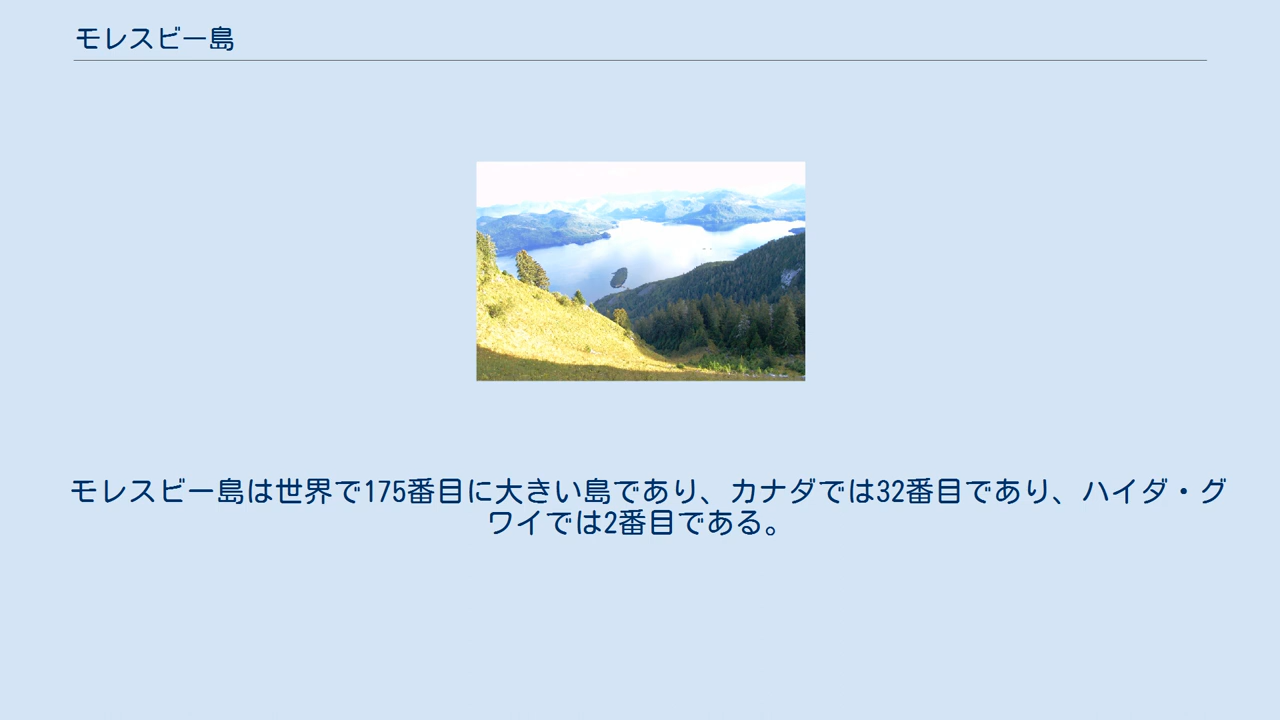 モレスビー島
モレスビー島は世界で175番目に大きい島であり、カナダでは32番目であり、ハイダ・グ
ワイでは2番目である。